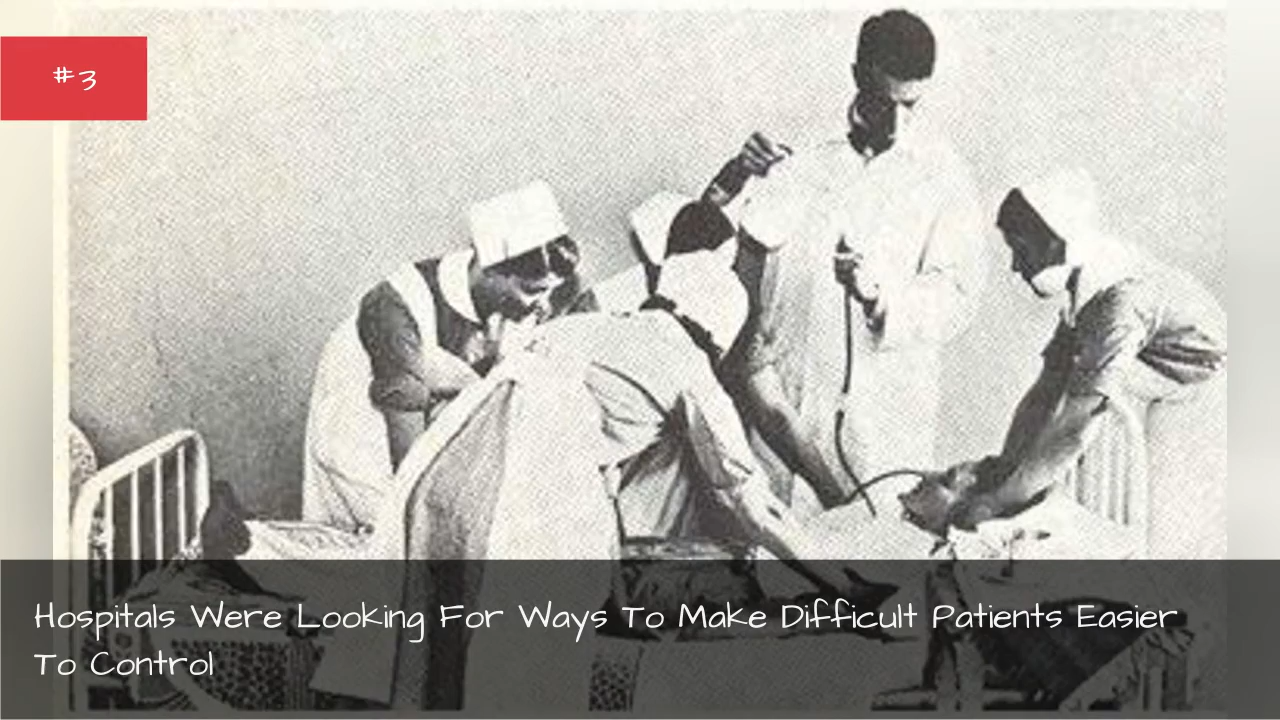 #3
Hospitals Were Looking For Ways To Make Difficult Patients Easier
To Control